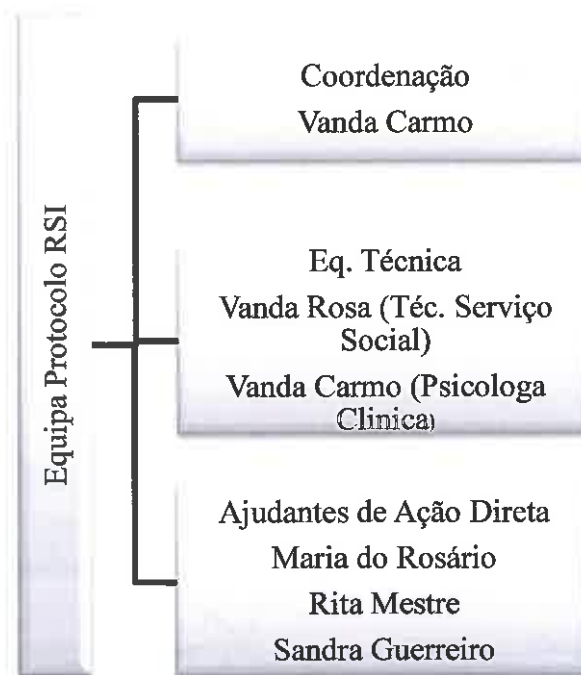 Equipa Protocolo RSI
Coordenação
Vanda Carmo
Eq. Técnica
Vanda Rosa (Téc. Serviço
Social)
Vanda Carmo (Psicologa
Clinica)
Ajudantes de Ação Direta
Maria do Rosário
Rita Mestre
Sandra Guerreiro